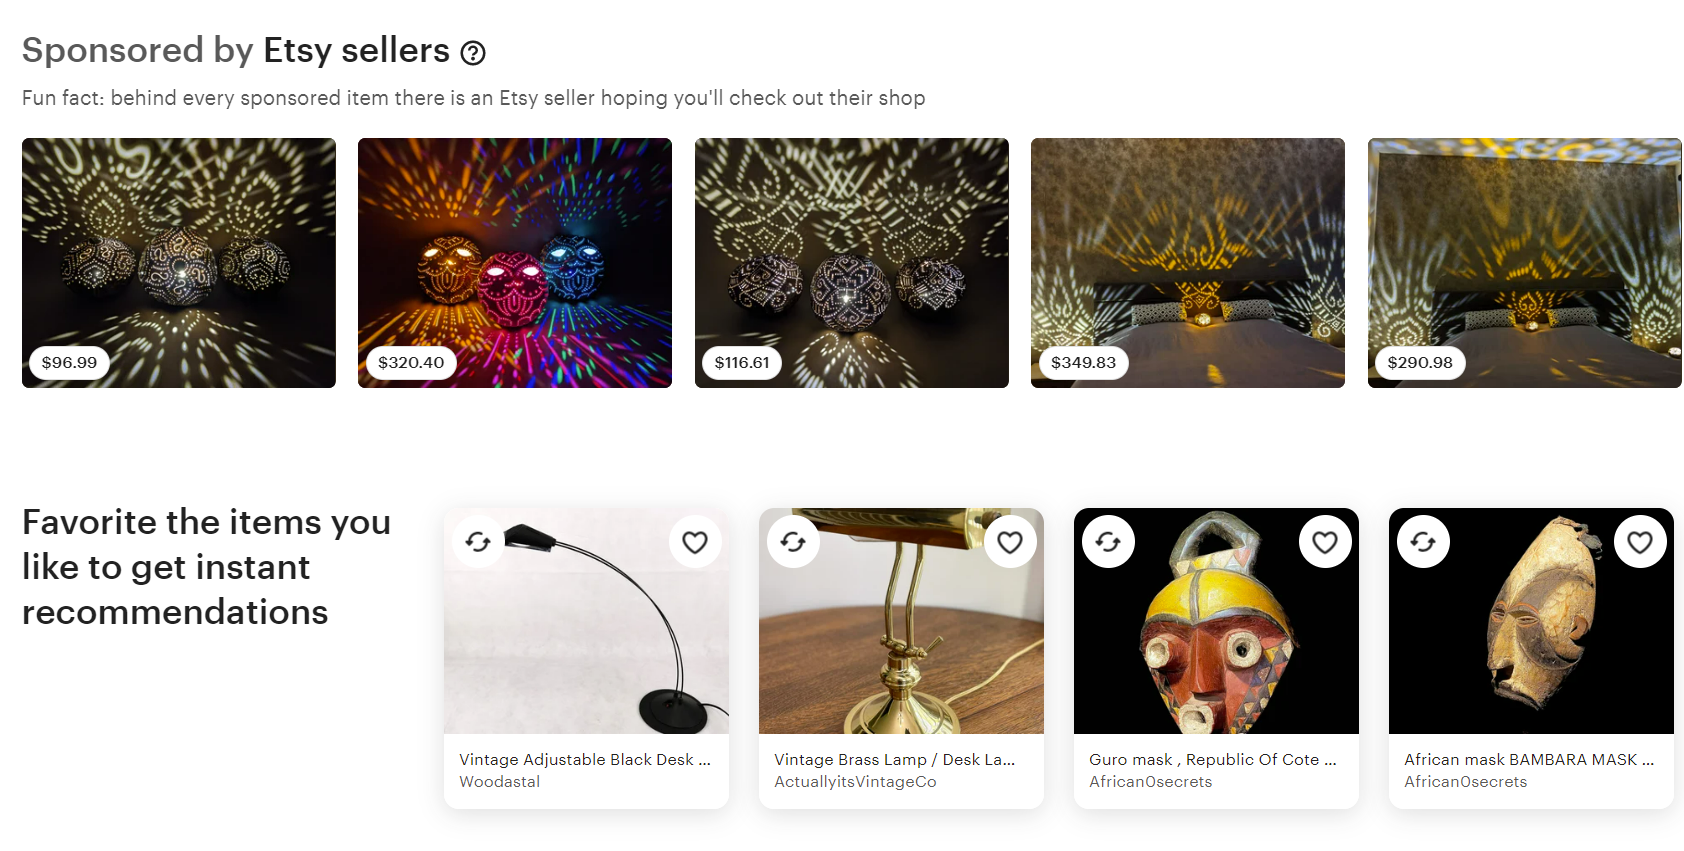 Sponsored by Etsy sellers
Fun fact: behind every sponsored item there is an Etsy seller hoping you'll check out their shop
$96.99
$320.40
$116.61
$349.83
$290.98
Favorite the items you
like to get instant
recommendations
Vintage Adjustable Black Desk ...
Woodastal
Vintage Brass Lamp / Desk La...
ActuallyitsVintageCo
Guro mask , Republic Of Cote ...
African0secrets
African mask BAMBARA MASK ...
African0secrets